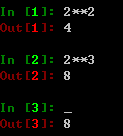 In [1]: 2**2
Out[1]: 4
In [2]: 2**3
Out[2]: 8
In [3]: _
Out[3]: 8